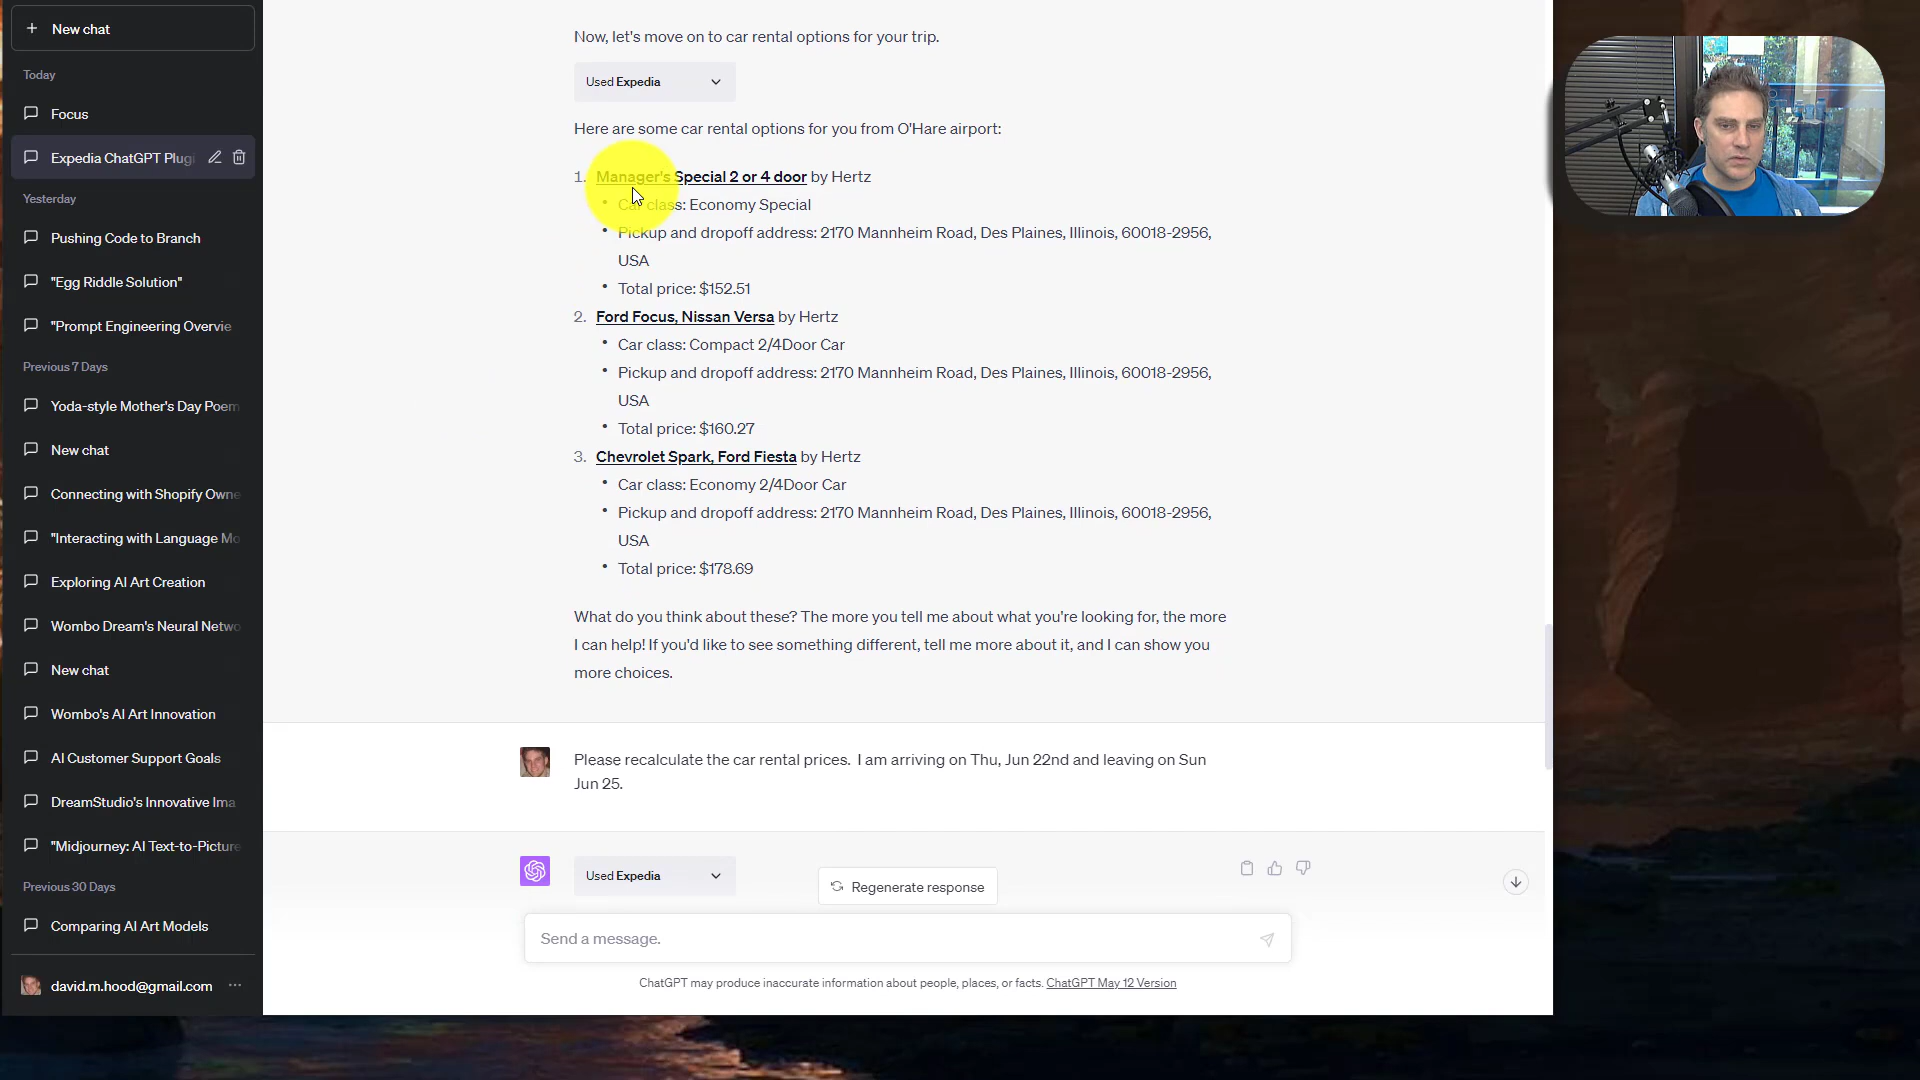 New chat
Today
Focus
Expedia ChatGPT Plugi
Yesterday
Pushing Code to Branch
"Egg Riddle Solution"
"Prompt Engineering Overvie
Previous 7 Days
Yoda-style Mother's Day Poem
New chat
Connecting with Shopify Owne
"Interacting with Language Mo
Exploring AI Art Creation
Wombo Dream's Neural Netwo
New chat
Wombo's AI Art Innovation
AI Customer Support Goals
DreamStudio's Innovative Ima
"Midjourney: AI Text-to-Picture
Previous 30 Days
Comparing AI Art Models
david.m.hood@gmail.com
Now, let's move on to car rental options for your trip.
Used Expedia
Here are some car rental options for you from O'Hare airport:
1. Manager's Special 2 or 4 door by Hertz
• Car class: Economy Special
• Pickup and dropoff address: 2170 Mannheim Road, Des Plaines, Illinois, 60018-2956,
USA
• Total price: $152.51
2. Ford Focus, Nissan Versa by Hertz
• Car class: Compact 2/4Door Car
• Pickup and dropoff address: 2170 Mannheim Road, Des Plaines, Illinois, 60018-2956,
USA
• Total price: $160.27
3. Chevrolet Spark, Ford Fiesta by Hertz
• Car class: Economy 2/4Door Car
• Pickup and dropoff address: 2170 Mannheim Road, Des Plaines, Illinois, 60018-2956,
USA
• Total price: $178.69
What do you think about these? The more you tell me about what you're looking for, the more
I can help! If you'd like to see something different, tell me more about it, and I can show you
more choices.
Please recalculate the car rental prices. I am arriving on Thu, Jun 22nd and leaving on Sun
Jun 25.
Used Expedia
Regenerate response
Send a message.
ChatGPT may produce inaccurate information about people, places, or facts. ChatGPT May 12 Version